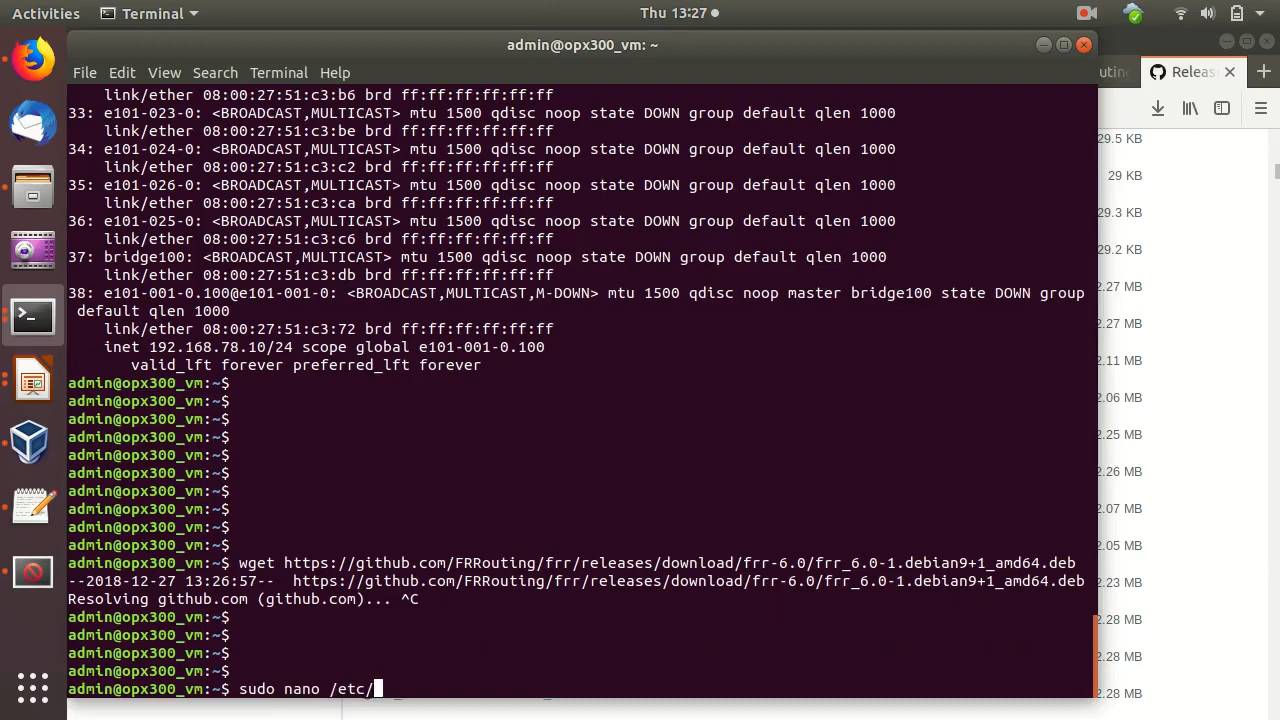 Activities
Terminal
Thu 13:27
admin@opx300_vm: ~
File Edit View Search Terminal Help
link/ether 08:00:27:51:c3:b6 brd ff:ff:ff:ff:ff:ff
33: e101-023-0: <BROADCAST,MULTICAST> mtu 1500 qdisc noop state DOWN group default qlen 1000
link/ether 08:00:27:51:c3:be brd ff:ff:ff:ff:ff:ff
34: e101-024-0: <BROADCAST,MULTICAST> mtu 1500 qdisc noop state DOWN group default qlen 1000
link/ether 08:00:27:51:c3:c2 brd ff:ff:ff:ff:ff:ff
35: e101-026-0: <BROADCAST,MULTICAST> mtu 1500 qdisc noop state DOWN group default qlen 1000
link/ether 08:00:27:51:c3:ca brd ff:ff:ff:ff:ff:ff
36: e101-025-0: <BROADCAST,MULTICAST> mtu 1500 qdisc noop state DOWN group default qlen 1000
link/ether 08:00:27:51:c3:c6 brd ff:ff:ff:ff:ff:ff
37: bridge100: <BROADCAST,MULTICAST> mtu 1500 qdisc noop state DOWN group default qlen 1000
link/ether 08:00:27:51:c3:db brd ff:ff:ff:ff:ff:ff
38: e101-001-0.100@e101-001-0: <BROADCAST,MULTICAST,M-DOWN> mtu 1500 qdisc noop master bridge100 state DOWN group
default qlen 1000
link/ether 08:00:27:51:c3:72 brd ff:ff:ff:ff:ff:ff
inet 192.168.78.10/24 scope global e101-001-0.100
valid_lft forever preferred_lft forever
admin@opx300_vm:~$
admin@opx300_vm:~$
admin@opx300_vm:~$
admin@opx300_vm:~$
admin@opx300_vm:~$
admin@opx300_vm:~$
admin@opx300_vm:~$
admin@opx300_vm:~$
admin@opx300_vm:~$
admin@opx300_vm:~$
admin@opx300_vm:~$ wget https://github.com/FRRouting/frr/releases/download/frr-6.0/frr_6.0-1.debian9+1_amd64.deb
--2018-12-27 13:26:57--  https://github.com/FRRouting/frr/releases/download/frr-6.0/frr_6.0-1.debian9+1_amd64.deb
Resolving github.com (github.com)... ^C
admin@opx300_vm:~$
admin@opx300_vm:~$
admin@opx300_vm:~$
admin@opx300_vm:~$
admin@opx300_vm:~$ sudo nano /etc/
uting
Releas
29.5 KB
29 KB
29.3 KB
29.2 KB
2.27 MB
2.27 MB
2.11 MB
2.06 MB
2.25 MB
2.26 MB
2.07 MB
2.05 MB
2.23 MB
2.28 MB
2.28 MB
2.28 MB